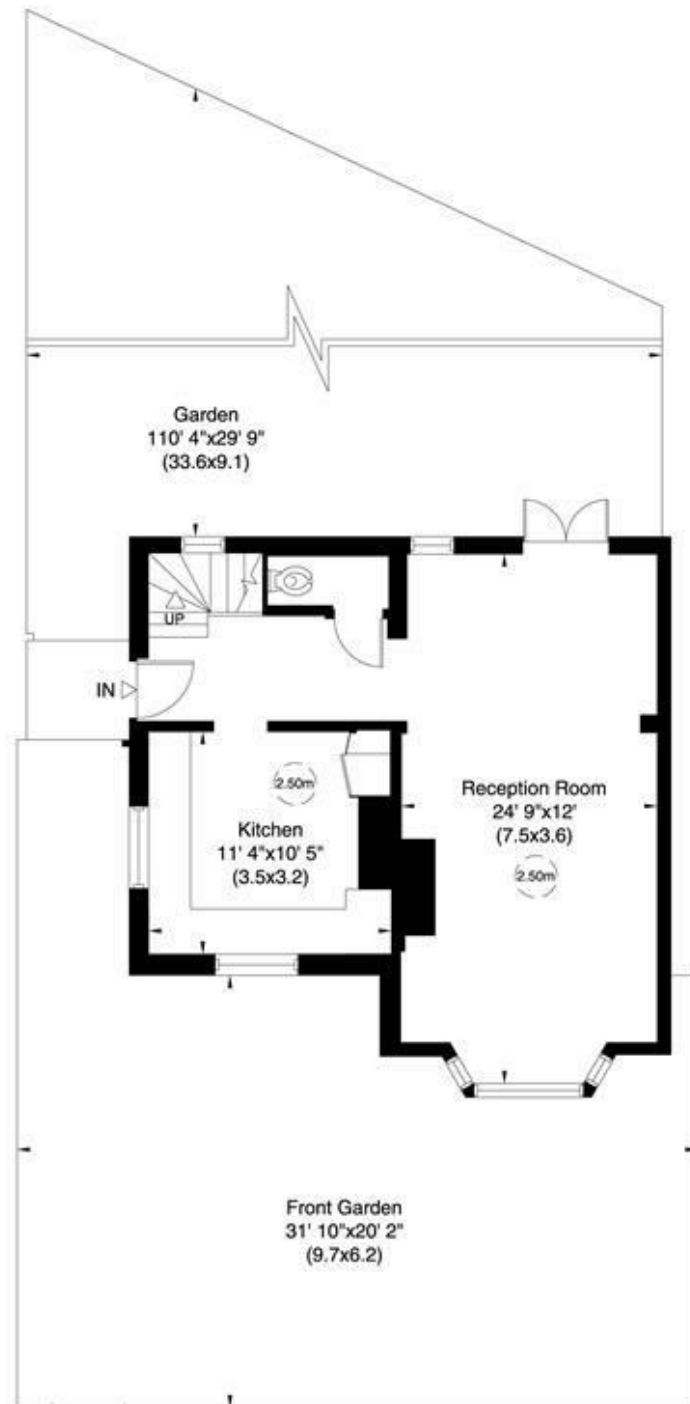 Garden
110' 4"x29' 9"
(33.6x9.1)
UP
IN
2.50m
Kitchen
11' 4"x10' 5"
(3.5x3.2)
Reception Room
24' 9"x12'
(7.5x3.6)
2.50m
Front Garden
31' 10"x20' 2"
(9.7x6.2)